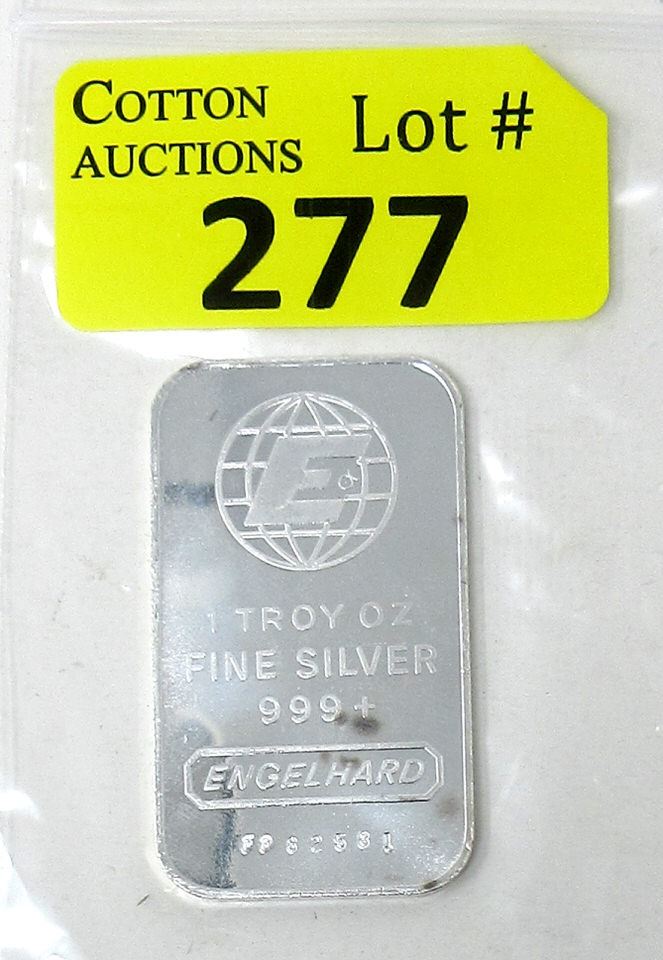 COTTON
AUCTIONS
Lot #
277
E
1 TROY OZ
FINE SILVER
999+
ENGELHARD